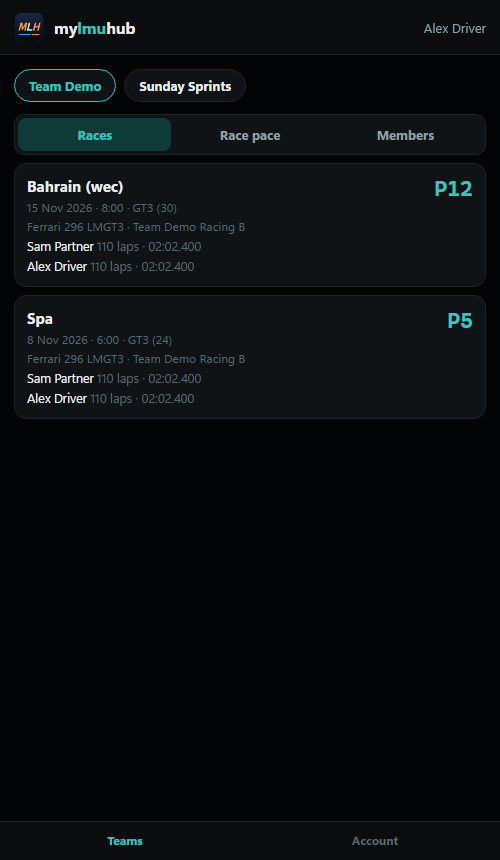 MLH
mylmuhub
Alex Driver
Team Demo
Sunday Sprints
Races
Race pace
Members
Bahrain (wec)
P12
15 Nov 2026 · 8:00 · GT3 (30)
Ferrari 296 LMGT3 · Team Demo Racing B
Sam Partner 110 laps · 02:02.400
Alex Driver 110 laps · 02:02.400
Spa
P5
8 Nov 2026 · 6:00 · GT3 (24)
Ferrari 296 LMGT3 · Team Demo Racing B
Sam Partner 110 laps · 02:02.400
Alex Driver 110 laps · 02:02.400
Teams
Account